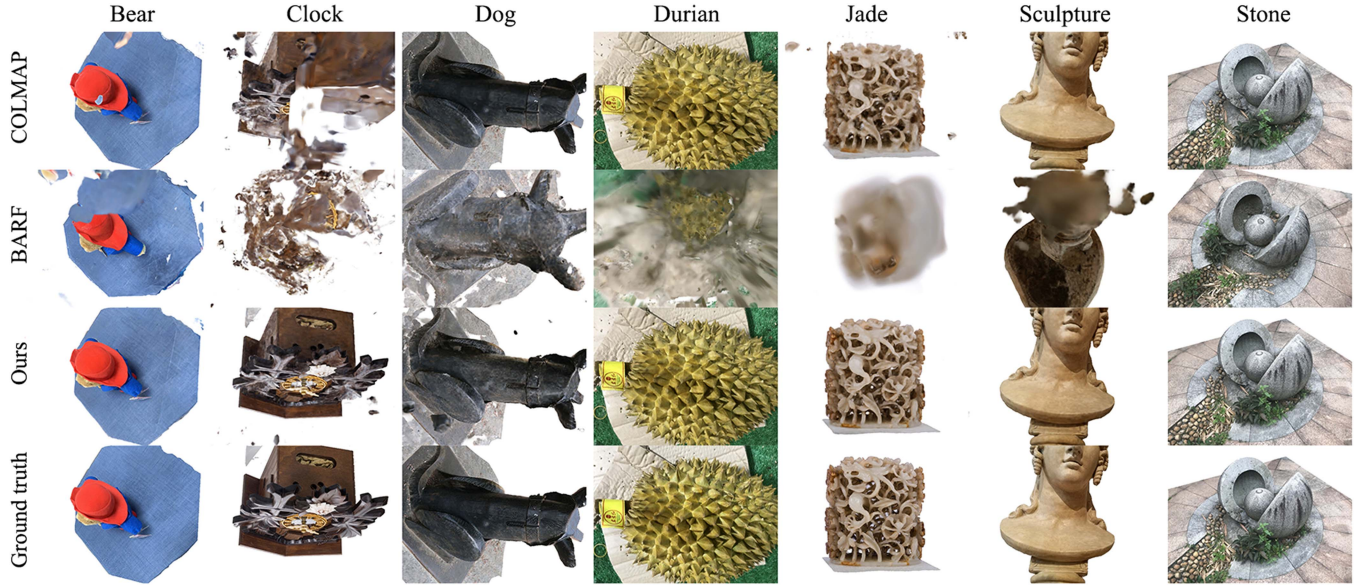 Bear Clock Dog Durian Jade Sculpture Stone
COLMAP
BARF
Ours
Ground truth